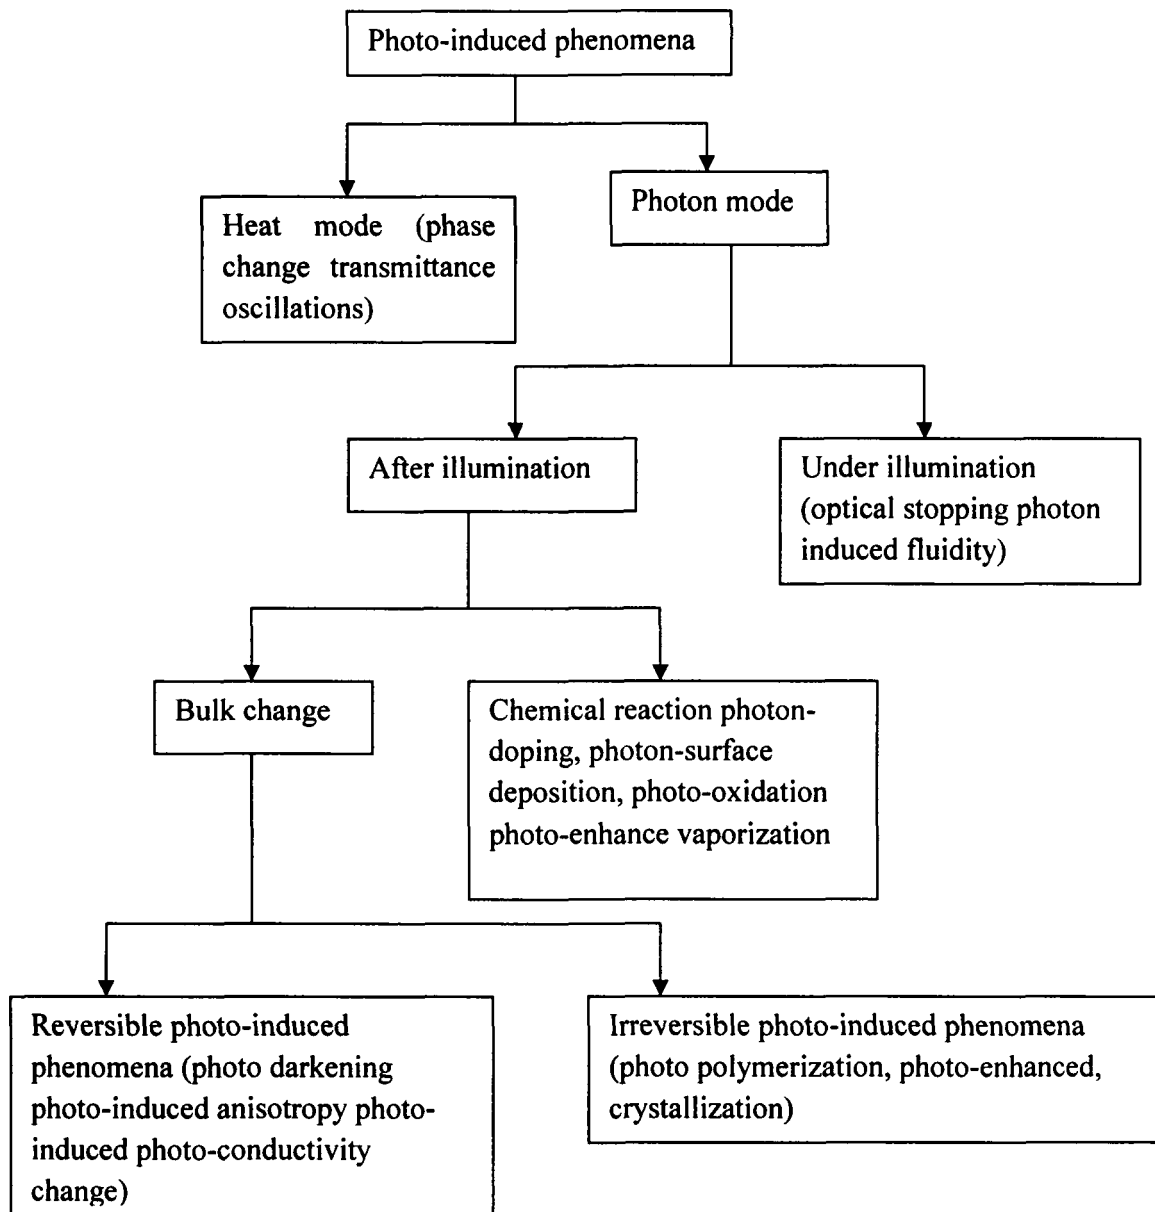 Photo-induced phenomena
Heat mode (phase
change transmittance
oscillations)
Photon mode
After illumination
Under illumination
(optical stopping photon
induced fluidity)
Bulk change
Chemical reaction photon-
doping, photon-surface
deposition, photo-oxidation
photo-enhance vaporization
Reversible photo-induced
phenomena (photo darkening
photo-induced anisotropy photo-
induced photo-conductivity
change)
Irreversible photo-induced phenomena
(photo polymerization, photo-enhanced,
crystallization)